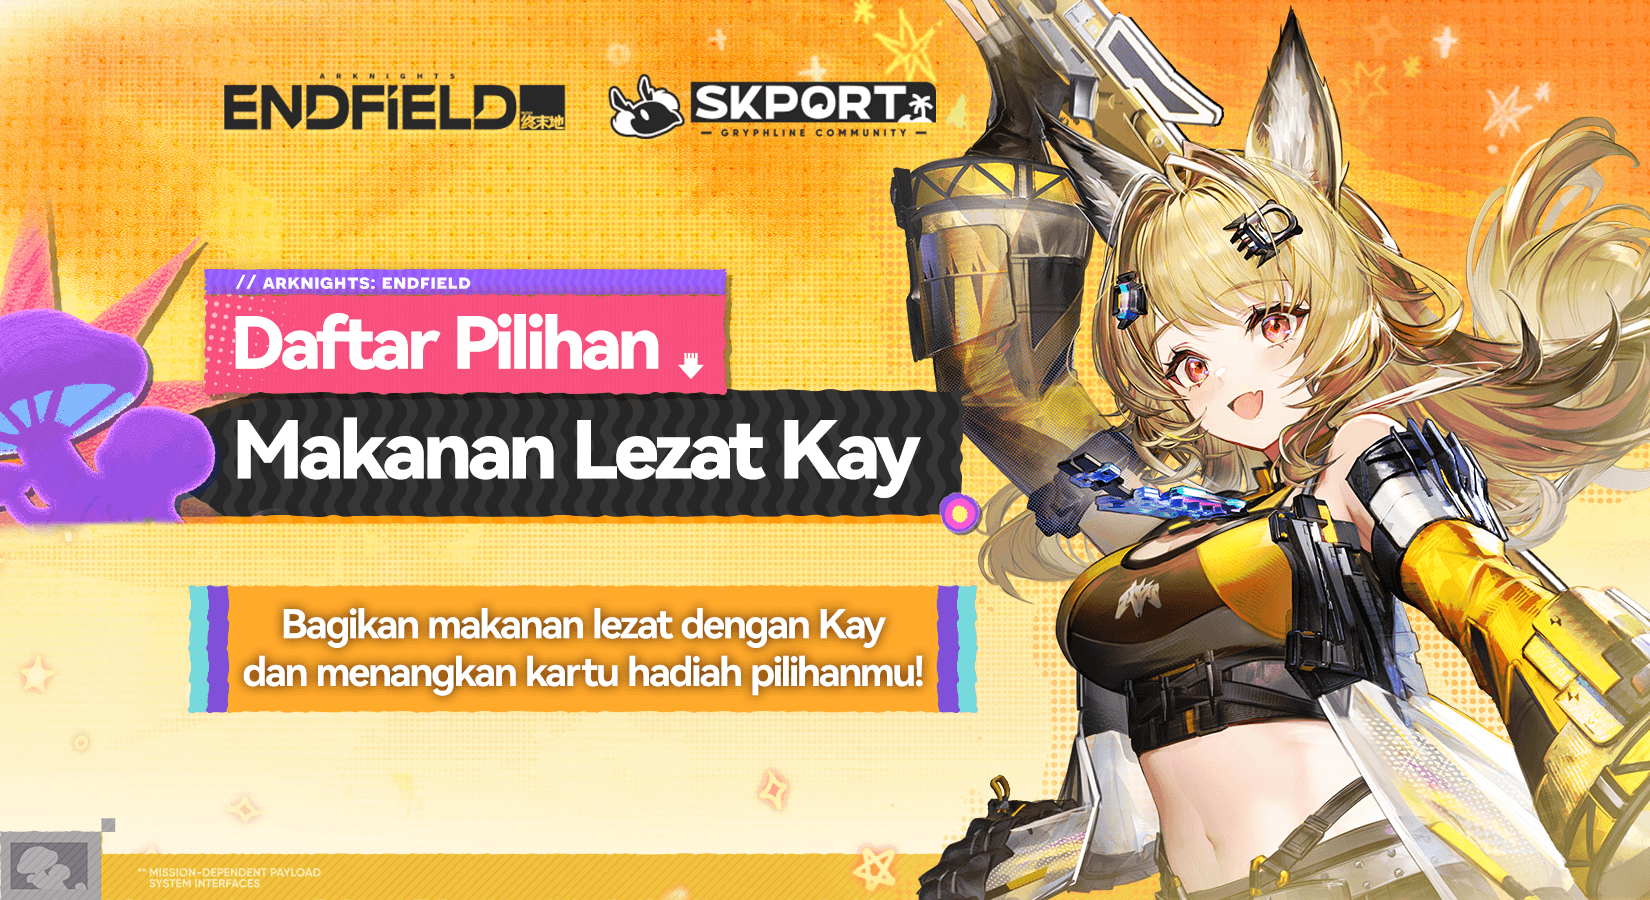 ARKNIGHTS
ENDFIELD
终末地
SKPORT
GRYPHLINE COMMUNITY
// ARKNIGHTS: ENDFIELD
Daftar Pilihan
Makanan Lezat Kay
Bagikan makanan lezat dengan Kay
dan menangkan kartu hadiah pilihanmu!
** MISSION-DEPENDENT PAYLOAD
SYSTEM INTERFACES